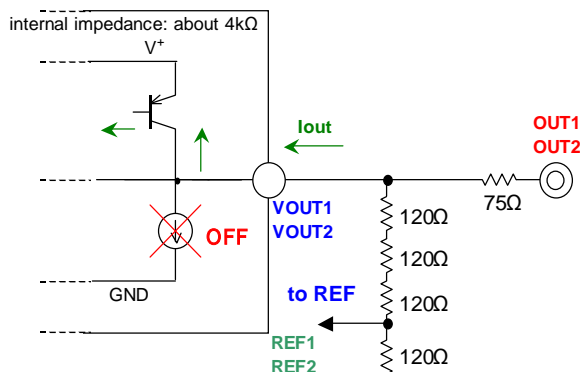 internal impedance: about 4kΩ
V+
Iout
OUT1
OUT2
75Ω
VOUT1
VOUT2
120Ω
OFF
120Ω
GND
to REF
120Ω
REF1
REF2
120Ω